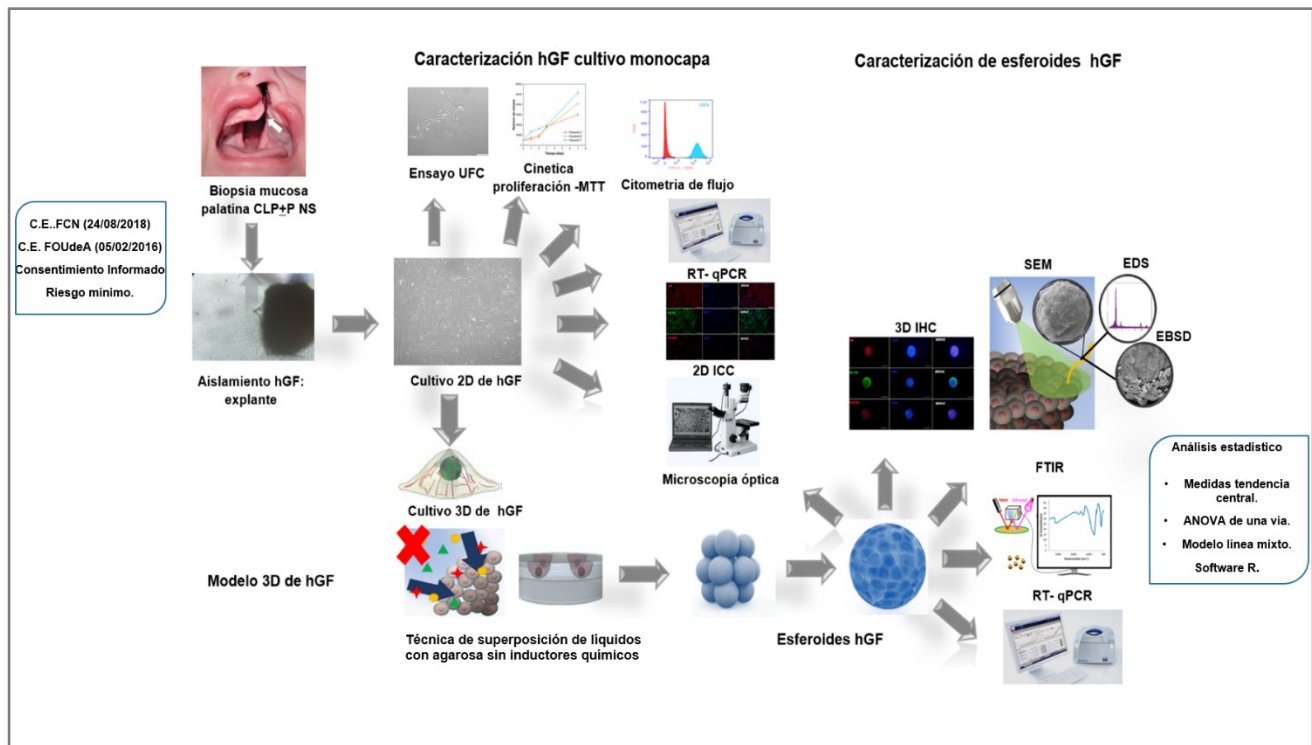 Caracterización hGF cultivo monocapa
Caracterización de esferoides hGF
Biopsia mucosa
palatina CLP+P NS
C.E..FCN (24/08/2018)
C.E. FOUdeA (05/02/2016)
Consentimiento Informado
Riesgo mínimo.
Aislamiento hGF:
explante
Ensayo UFC
Cinetica
proliferación -MTT
100%
Citometria de flujo
RT- qPCR
2D ICC
Microscopia óptica
Cultivo 2D de hGF
Cultivo 3D de hGF
Modelo 3D de hGF
Técnica de superposición de líquidos
con agarosa sin inductores químicos
Esferoides hGF
3D IHC
SEM
EDS
EBSD
FTIR
RT- qPCR
Análisis estadistico
• Medidas tendencia
central.
• ANOVA de una via.
• Modelo linea mixto.
Software R.